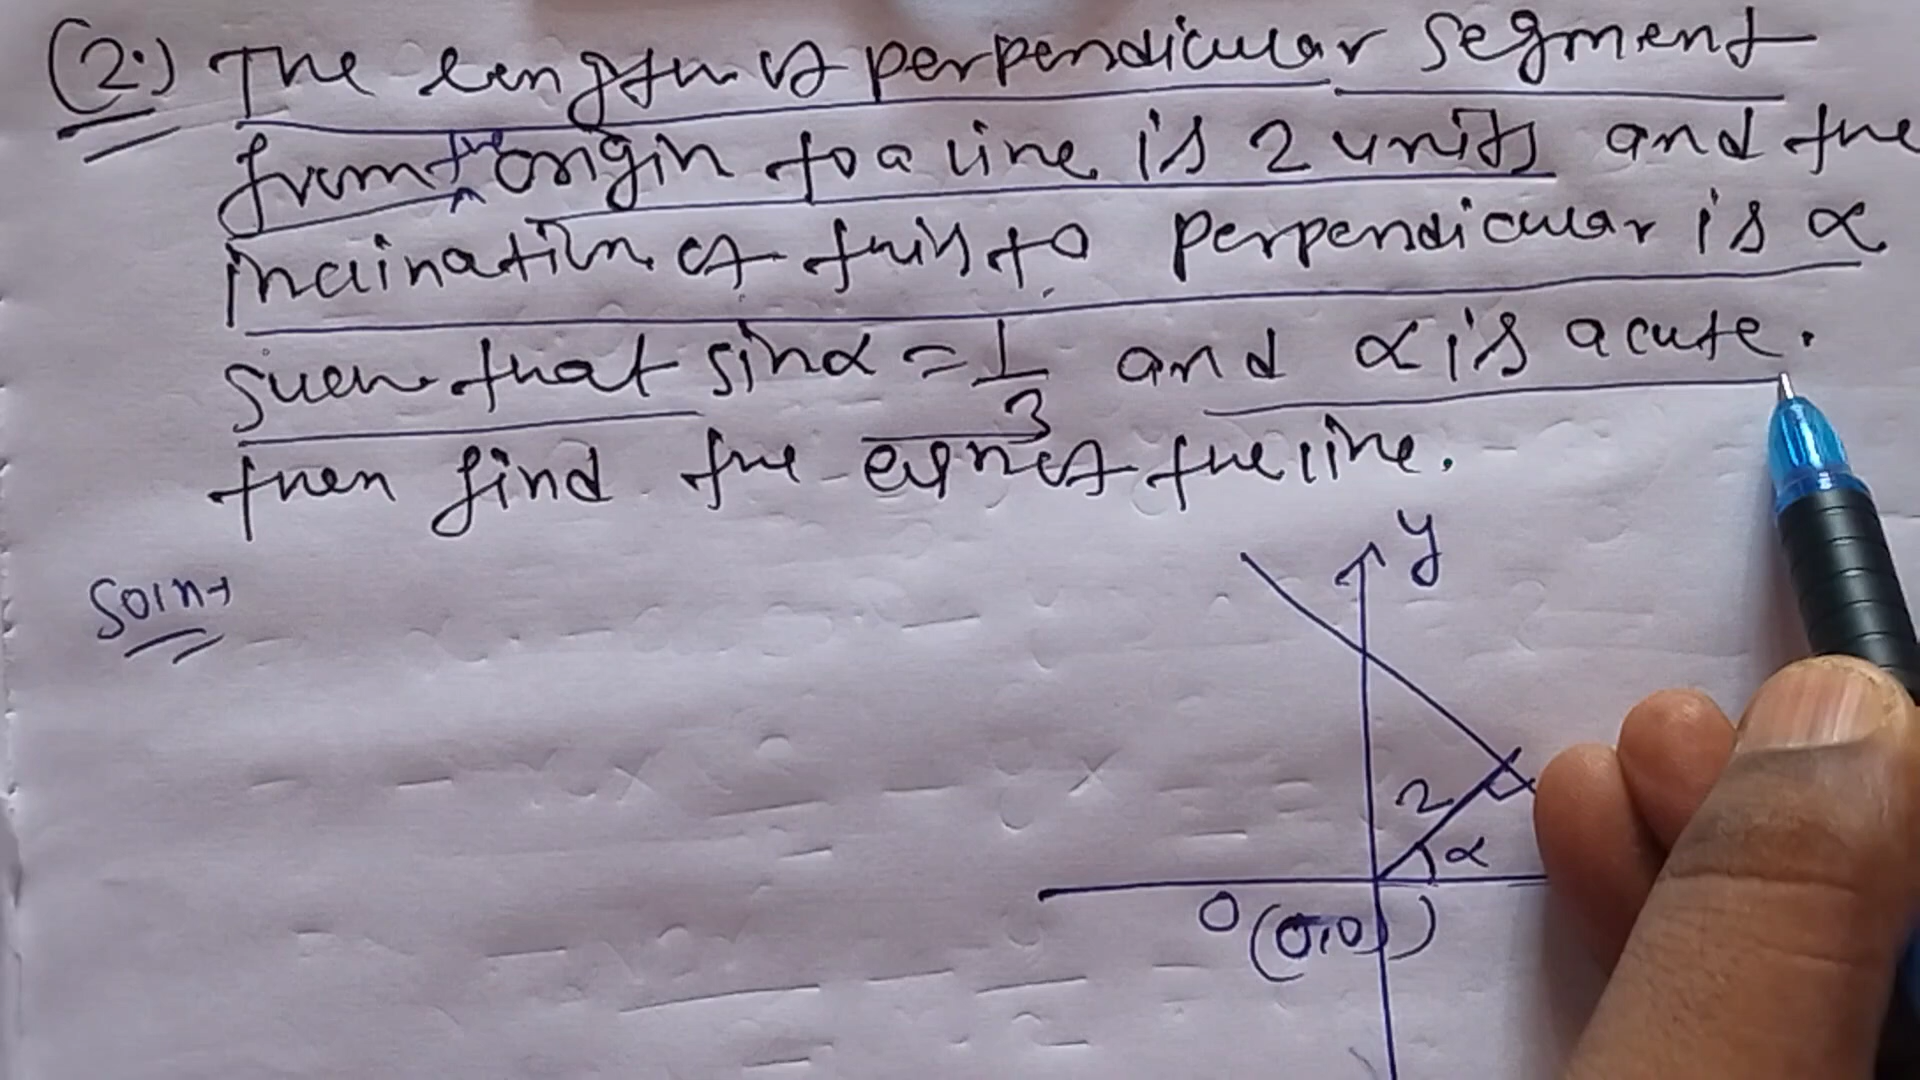 (2.) The length of perpendicular segment
from the origin to a line is 2 units and the
inclination of this to perpendicular is α
such that sinα = 1/3 and α is acute.
then find the eqn of the line.
Soln→
y
2
α
O (0,0)